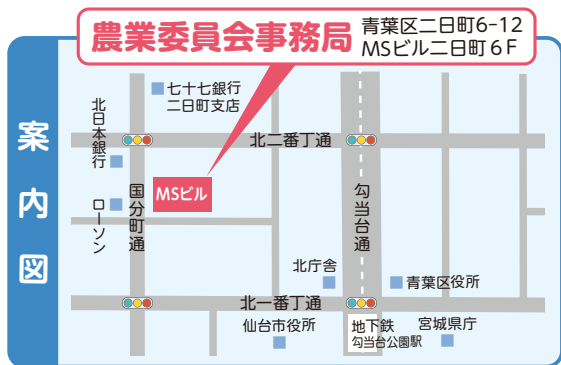 農業委員会事務局
青葉区二日町6-12
MSビル二日町6F
案内図
七十七銀行
二日町支店
北日本銀行
北二番丁通
MSビル
ローソン
国分町通
勾当台通
北庁舎
青葉区役所
北一番丁通
仙台市役所
地下鉄
勾当台公園駅
宮城県庁